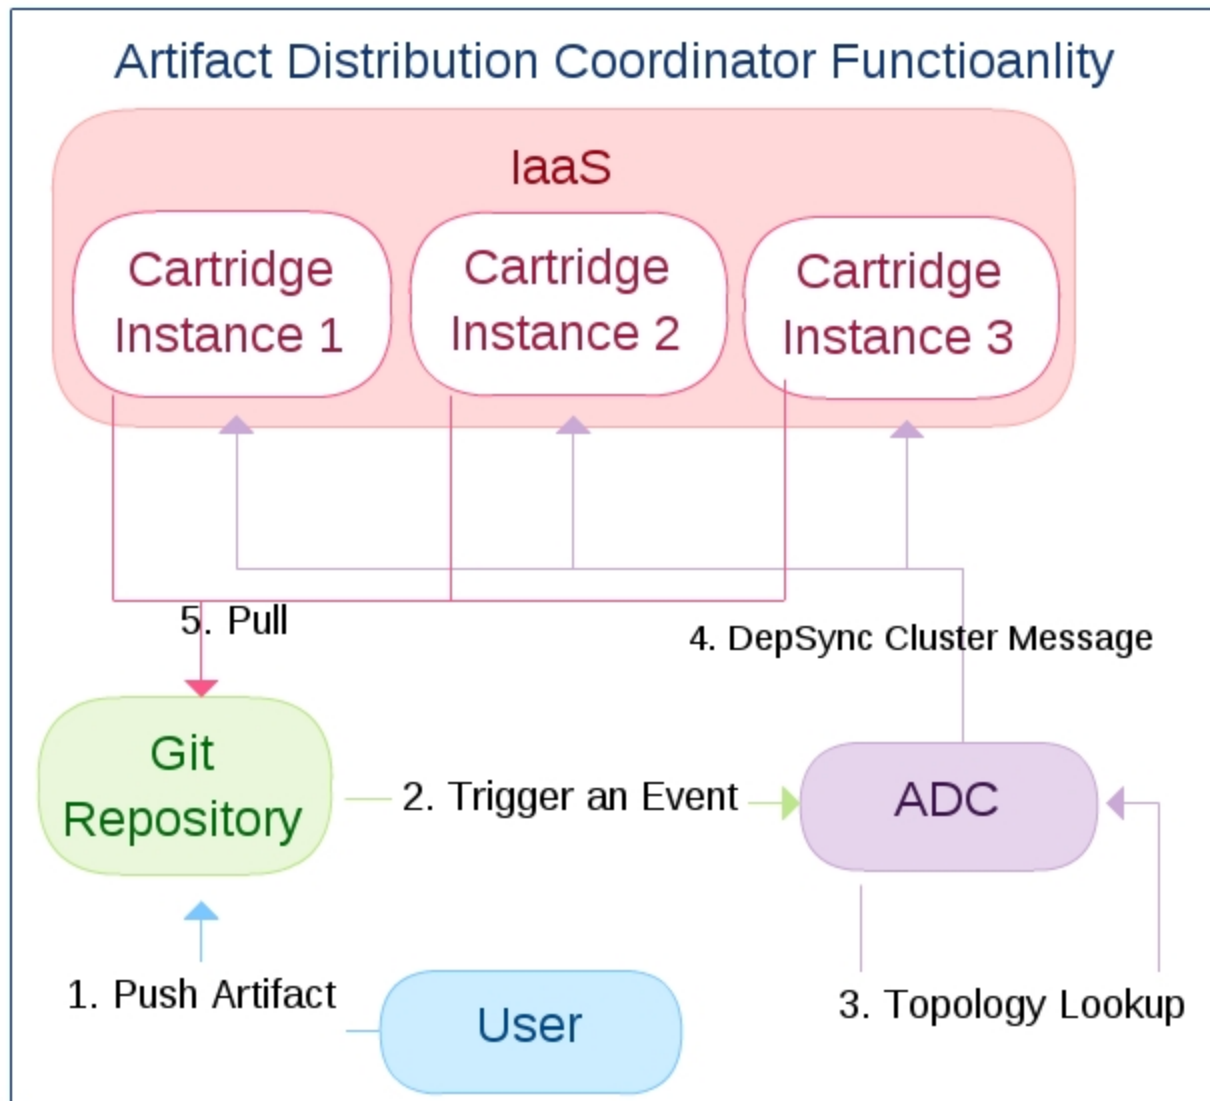 Artifact Distribution Coordinator Functioanlity
IaaS
Cartridge
Instance 1
Cartridge
Instance 2
Cartridge
Instance 3
5. Pull
4. DepSync Cluster Message
Git
Repository
2. Trigger an Event
ADC
1. Push Artifact
User
3. Topology Lookup